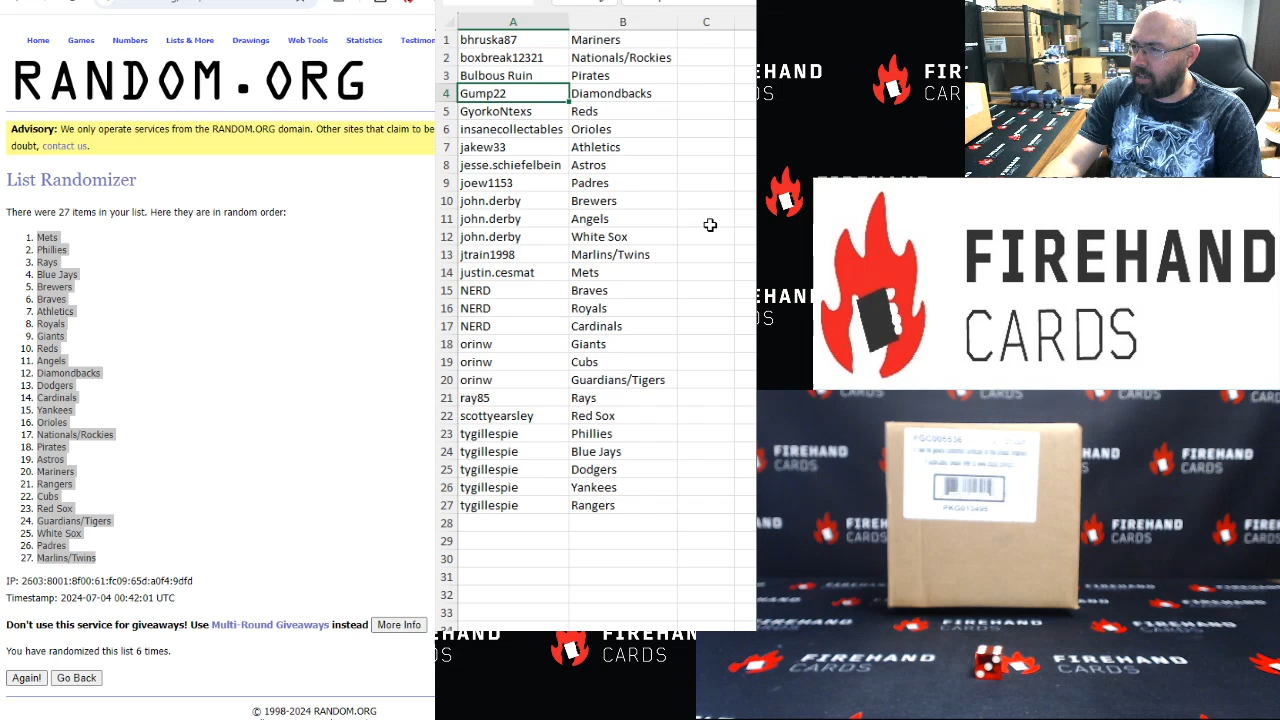 Home Games Numbers Lists & More Drawings Web Tools Statistics Testimon
RANDOM.ORG
Advisory: We only operate services from the RANDOM.ORG domain. Other sites that claim to be
doubt, contact us.
List Randomizer
There were 27 items in your list. Here they are in random order:
1. Mets
2. Phillies
3. Rays
4. Blue Jays
5. Brewers
6. Braves
7. Athletics
8. Royals
9. Giants
10. Reds
11. Angels
12. Diamondbacks
13. Dodgers
14. Cardinals
15. Yankees
16. Orioles
17. Nationals/Rockies
18. Pirates
19. Astros
20. Mariners
21. Rangers
22. Cubs
23. Red Sox
24. Guardians/Tigers
25. White Sox
26. Padres
27. Marlins/Twins
IP: 2603:8001:8f00:61:fc09:65d:a0f4:9dfd
Timestamp: 2024-07-04 00:42:01 UTC
Don't use this service for giveaways! Use Multi-Round Giveaways instead More Info
You have randomized this list 6 times.
Again! Go Back
© 1998-2024 RANDOM.ORG
A B C
1 bhruska87 Mariners
2 boxbreak12321 Nationals/Rockies
3 Bulbous Ruin Pirates
4 Gump22 Diamondbacks
5 GyorkoNtexs Reds
6 insanecollectables Orioles
7 jakew33 Athletics
8 jesse.schiefelbein Astros
9 joew1153 Padres
10 john.derby Brewers
11 john.derby Angels
12 john.derby White Sox
13 jtrain1998 Marlins/Twins
14 justin.cesmat Mets
15 NERD Braves
16 NERD Royals
17 NERD Cardinals
18 orinw Giants
19 orinw Cubs
20 orinw Guardians/Tigers
21 ray85 Rays
22 scottyearsley Red Sox
23 tygillespie Phillies
24 tygillespie Blue Jays
25 tygillespie Dodgers
26 tygillespie Yankees
27 tygillespie Rangers
28
29
30
31
32
33
34
FIREHAND
CARDS
PKG013495
FIREHAND
CARDS
FIREHAND
CARDS
FIREHAND
CARDS